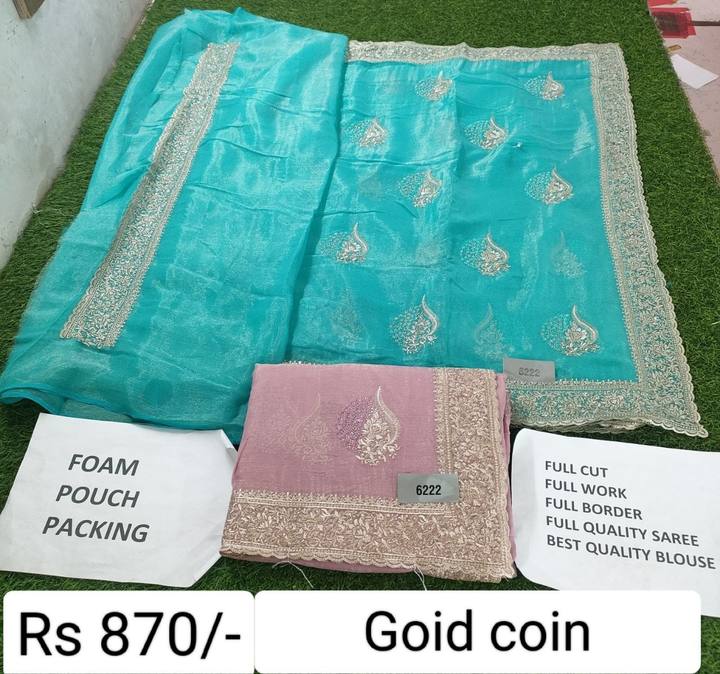 6222
6222
FOAM
POUCH
PACKING
FULL CUT
FULL WORK
FULL BORDER
FULL QUALITY SAREE
BEST QUALITY BLOUSE
Rs 870/-
Goid coin